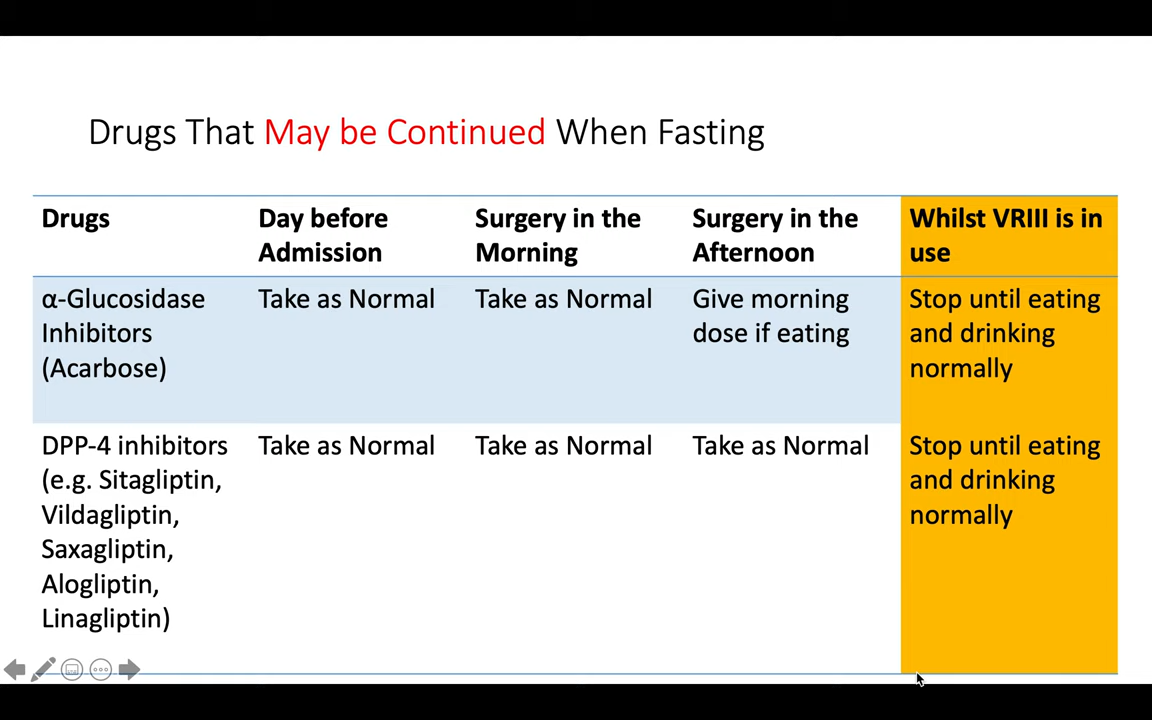 Drugs That May be Continued When Fasting
Drugs
Day before
Admission
Surgery in the
Morning
Surgery in the
Afternoon
Whilst VRIII is in
use
α-Glucosidase
Inhibitors
(Acarbose)
Take as Normal
Take as Normal
Give morning
dose if eating
Stop until eating
and drinking
normally
DPP-4 inhibitors
(e.g. Sitagliptin,
Vildagliptin,
Saxagliptin,
Alogliptin,
Linagliptin)
Take as Normal
Take as Normal
Take as Normal
Stop until eating
and drinking
normally